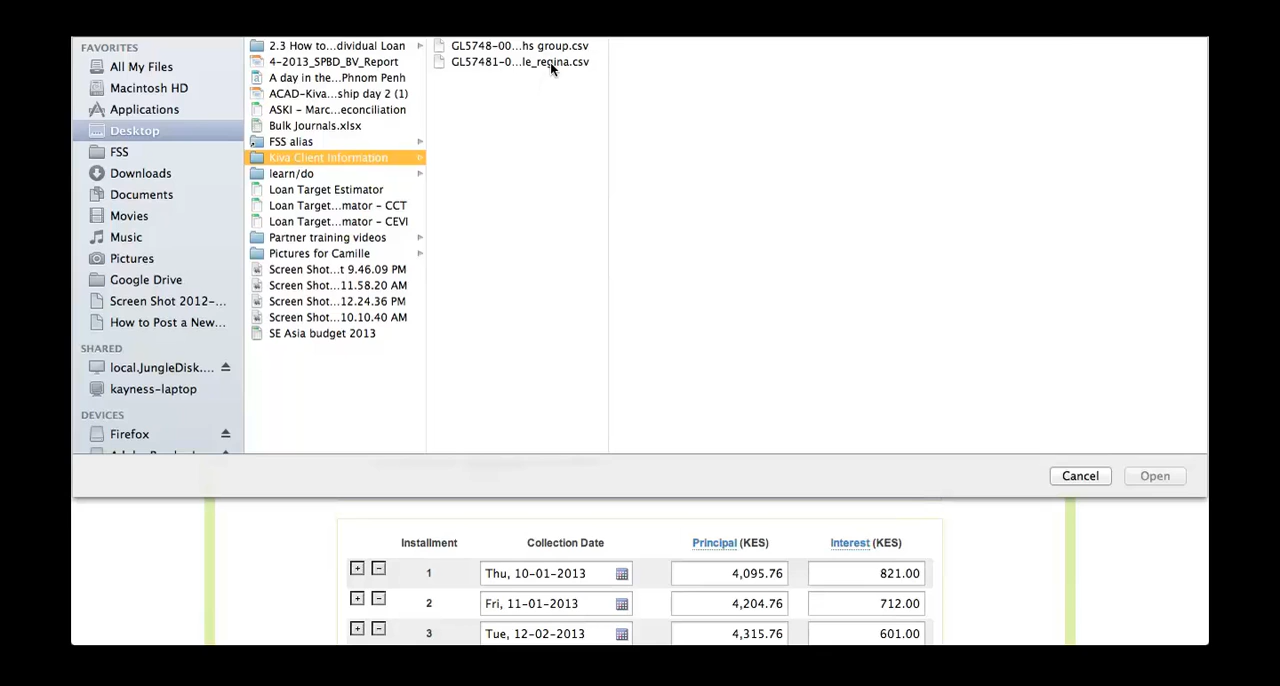 FAVORITES
All My Files
Macintosh HD
Applications
Desktop
FSS
Downloads
Documents
Movies
Music
Pictures
Google Drive
Screen Shot 2012-...
How to Post a New...
SHARED
local.JungleDisk....
kayness-laptop
DEVICES
Firefox
2.3 How to...dividual Loan
4-2013_SPBD_BV_Report
A day in the...Phnom Penh
ACAD-Kiva...ship day 2 (1)
ASKI - Marc...econciliation
Bulk Journals.xlsx
FSS alias
Kiva Client Information
learn/do
Loan Target Estimator
Loan Target...mator - CCT
Loan Target...mator - CEVI
Partner training videos
Pictures for Camille
Screen Shot...t 9.46.09 PM
Screen Shot...11.58.20 AM
Screen Shot...12.24.36 PM
Screen Shot...10.10.40 AM
SE Asia budget 2013
GL5748-00...hs group.csv
GL57481-0...le_regina.csv
Cancel
Open
Installment Collection Date Principal (KES) Interest (KES)
1 Thu, 10-01-2013 4,095.76 821.00
2 Fri, 11-01-2013 4,204.76 712.00
3 Tue, 12-02-2013 4,315.76 601.00